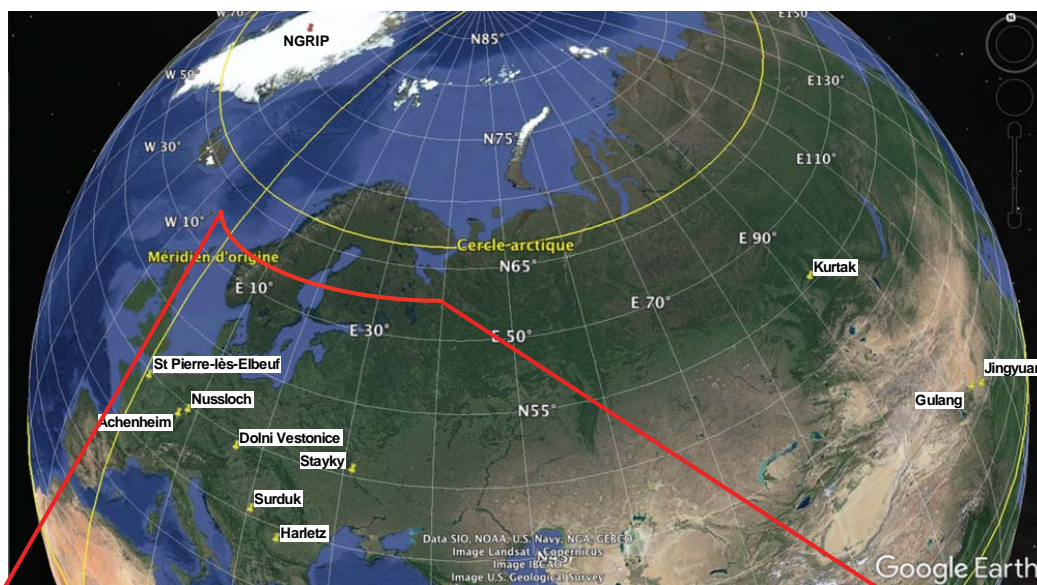 W 70°
E150°
NGRIP
N85°
N
W 50°
E130°
N75°
W 30°
E110°
W 10°
E 90°
Cercle arctique
Méridien d'origine
N65°
Kurtak
E 10°
E 70°
E 30°
E 50°
St Pierre-lès-Elbeuf
Jingyuan
Nussloch
Gulang
N55°
Achenheim
Dolni Vestonice
Stayky
Surduk
Harletz
Data SIO, NOAA, U.S. Navy, NGA, GEBCO
Image Landsat / Copernicus
N45°
Image IBCAO
Image U.S. Geological Survey
Google Earth